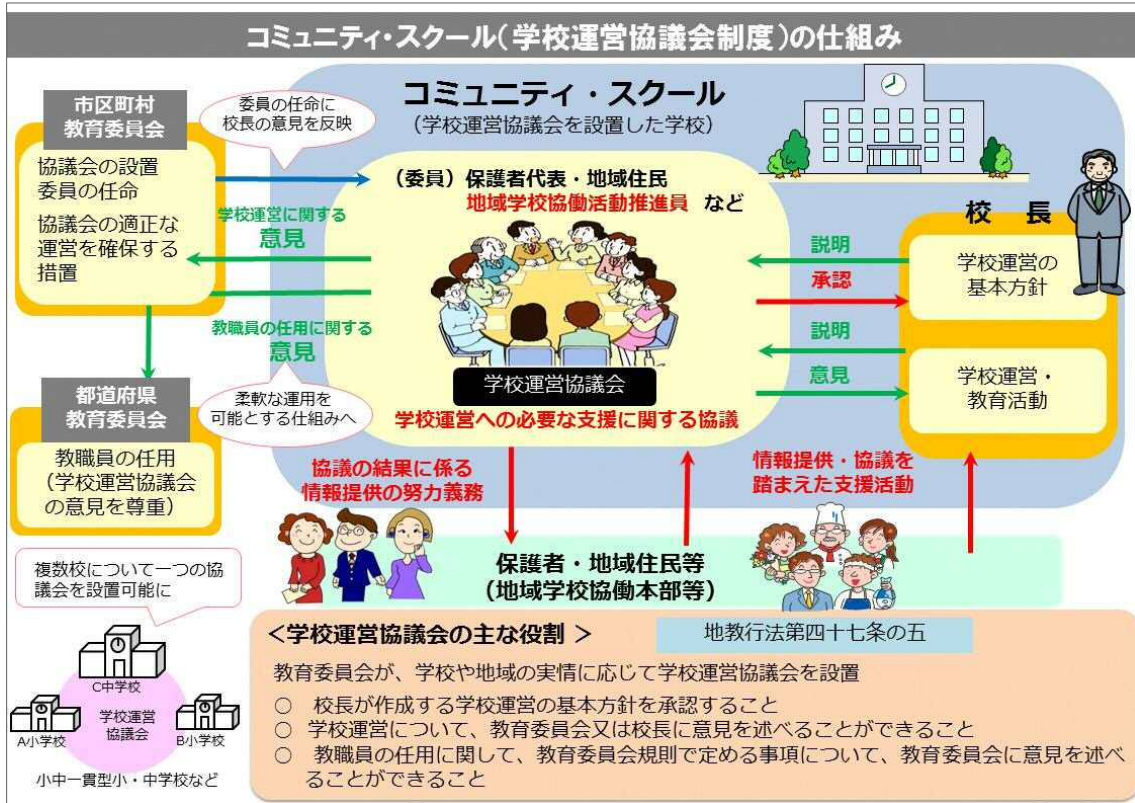 コミュニティ・スクール(学校運営協議会制度)の仕組み
市区町村
教育委員会
協議会の設置
委員の任命
協議会の適正な
運営を確保する
措置
委員の任命に
校長の意見を反映
コミュニティ・スクール
(学校運営協議会を設置した学校)
(委員)保護者代表・地域住民
地域学校協働活動推進員 など
学校運営に関する
意見
教職員の任用に関する
意見
学校運営協議会
学校運営への必要な支援に関する協議
説明
承認
説明
意見
校 長
学校運営の
基本方針
学校運営・
教育活動
都道府県
教育委員会
教職員の任用
(学校運営協議会
の意見を尊重)
柔軟な運用を
可能とする仕組みへ
協議の結果に係る
情報提供の努力義務
情報提供・協議を
踏まえた支援活動
保護者・地域住民等
(地域学校協働本部等)
複数校について一つの協
議会を設置可能に
C中学校
A小学校
学校運営
協議会
B小学校
小中一貫型小・中学校など
<学校運営協議会の主な役割 >
地教行法第四十七条の五
教育委員会が、学校や地域の実情に応じて学校運営協議会を設置
○ 校長が作成する学校運営の基本方針を承認すること
○ 学校運営について、教育委員会又は校長に意見を述べることができること
○ 教職員の任用に関して、教育委員会規則で定める事項について、教育委員会に意見を述べ
ることができること